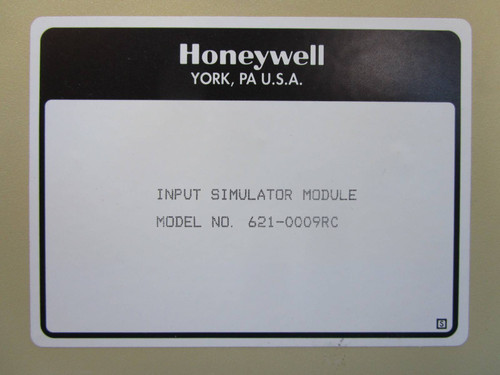 Honeywell
YORK, PA U.S.A.
INPUT SIMULATOR MODULE
MODEL NO. 621-0009RC
S